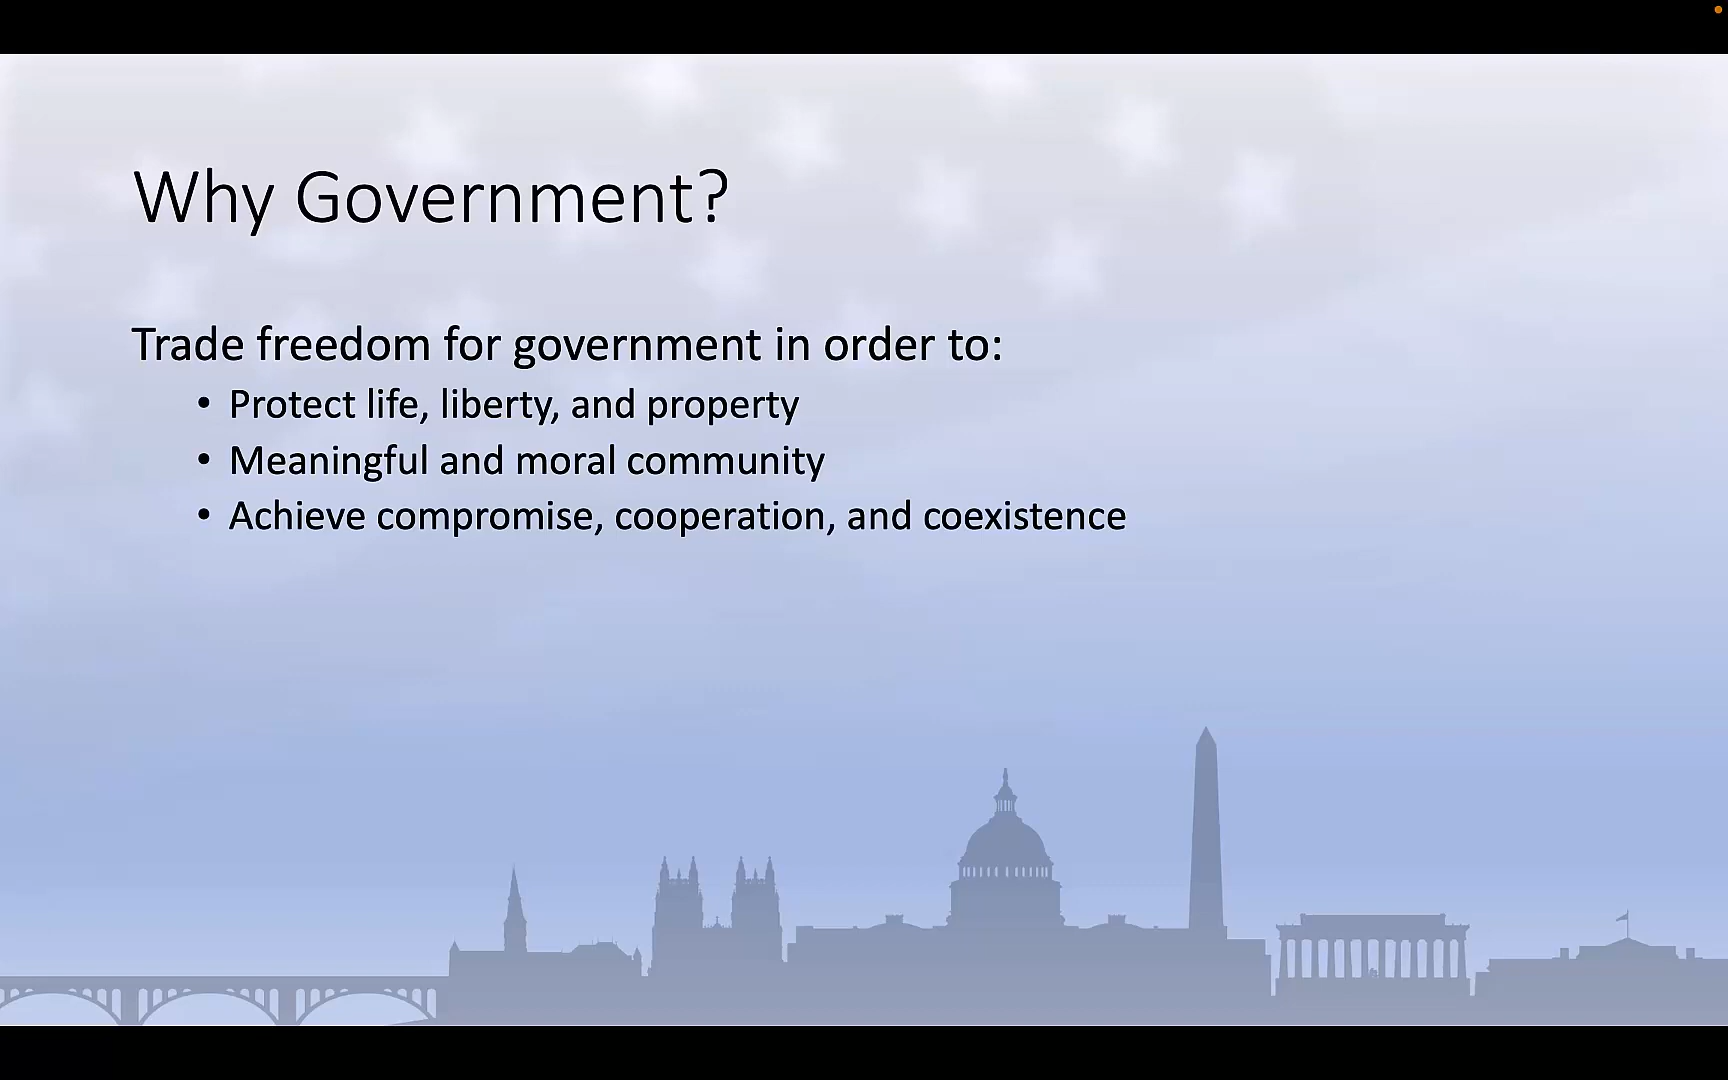 Why Government?
Trade freedom for government in order to:
• Protect life, liberty, and property
• Meaningful and moral community
• Achieve compromise, cooperation, and coexistence